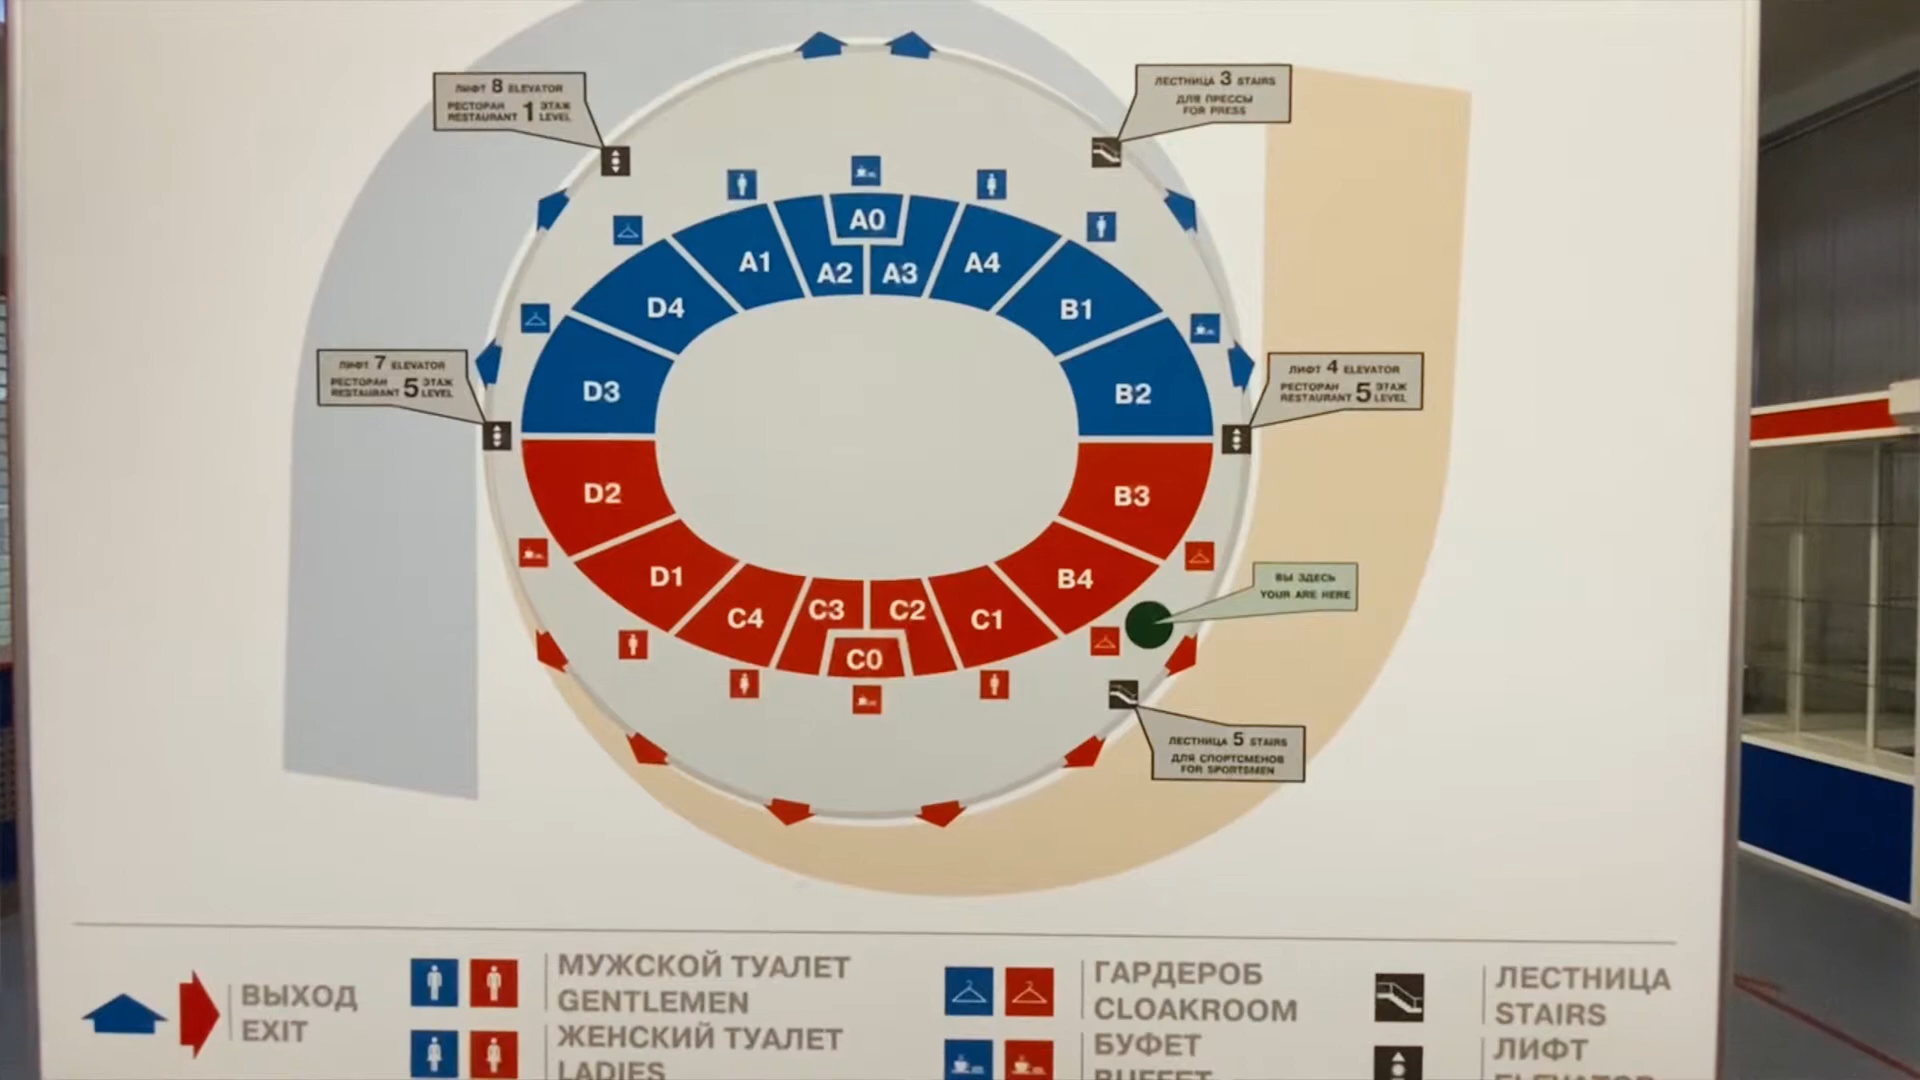 ЛИФТ 8 ELEVATOR
РЕСТОРАН 1 ЭТАЖ
RESTAURANT LEVEL
ЛЕСТНИЦА 3 STAIRS
ДЛЯ ПРЕССЫ
FOR PRESS
A0
A1
A2
A3
A4
D4
B1
ЛИФТ 7 ELEVATOR
РЕСТОРАН 5 ЭТАЖ
RESTAURANT LEVEL
D3
B2
ЛИФТ 4 ELEVATOR
РЕСТОРАН 5 ЭТАЖ
RESTAURANT LEVEL
D2
B3
D1
B4
ВЫ ЗДЕСЬ
YOUR ARE HERE
C4
C3
C2
C1
C0
ЛЕСТНИЦА 5 STAIRS
ДЛЯ СПОРТСМЕНОВ
FOR SPORTSMEN
ВЫХОД
EXIT
МУЖСКОЙ ТУАЛЕТ
GENTLEMEN
ЖЕНСКИЙ ТУАЛЕТ
LADIES
ГАРДЕРОБ
CLOAKROOM
БУФЕТ
BUFFET
ЛЕСТНИЦА
STAIRS
ЛИФТ
ELEVATOR